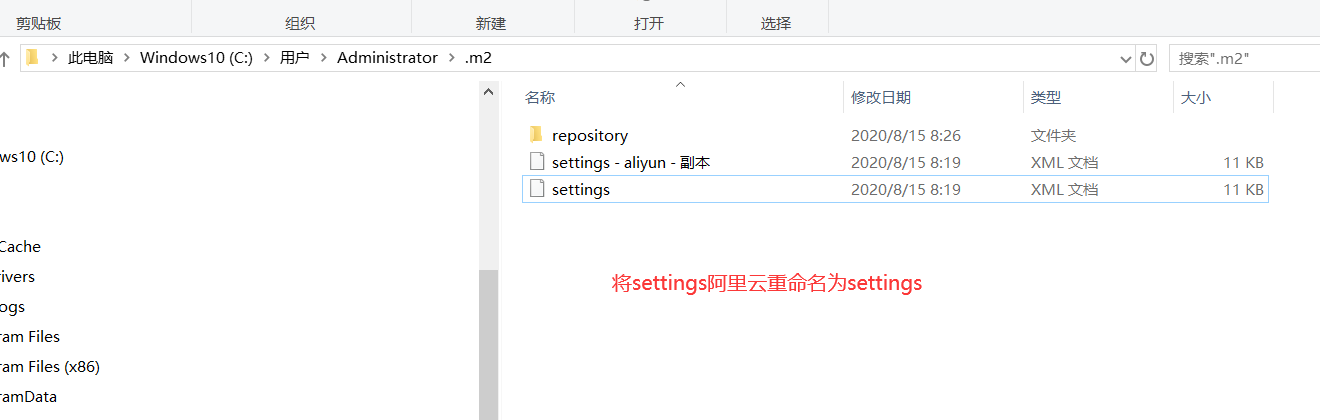 剪贴板 组织 新建 打开 选择
此电脑 Windows10 (C:) 用户 Administrator .m2 搜索".m2"
名称 修改日期 类型 大小
repository 2020/8/15 8:26 文件夹
ws10 (C:) settings - aliyun - 副本 2020/8/15 8:19 XML 文档 11 KB
settings 2020/8/15 8:19 XML 文档 11 KB
Cache
rivers
将settings阿里云重命名为settings
ogs
ram Files
ram Files (x86)
ramData